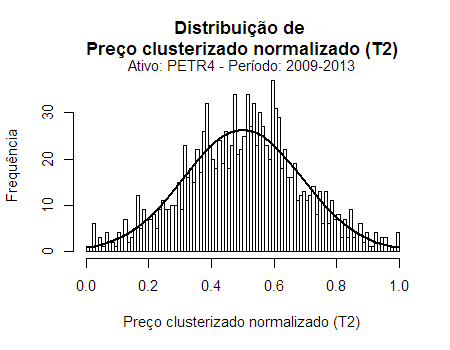 Distribuição de
Preço clusterizado normalizado (T2)
Ativo: PETR4 - Período: 2009-2013
Frequência
30
20
10
0
0.0 0.2 0.4 0.6 0.8 1.0
Preço clusterizado normalizado (T2)